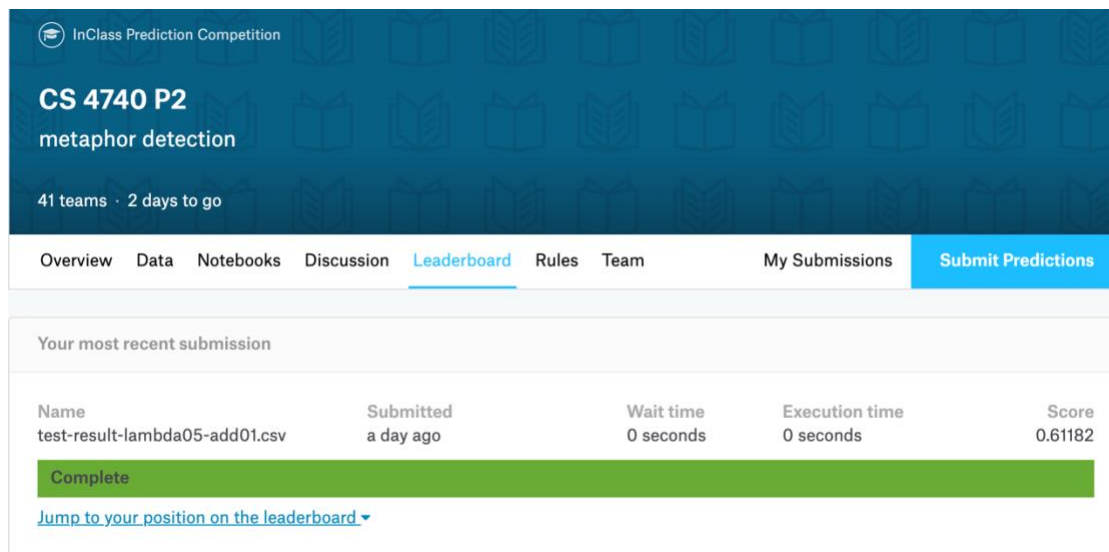 InClass Prediction Competition
CS 4740 P2
metaphor detection
41 teams · 2 days to go
Overview Data Notebooks Discussion Leaderboard Rules Team My Submissions Submit Predictions
Your most recent submission
Name Submitted Wait time Execution time Score
test-result-lambda05-add01.csv a day ago 0 seconds 0 seconds 0.61182
Complete
Jump to your position on the leaderboard